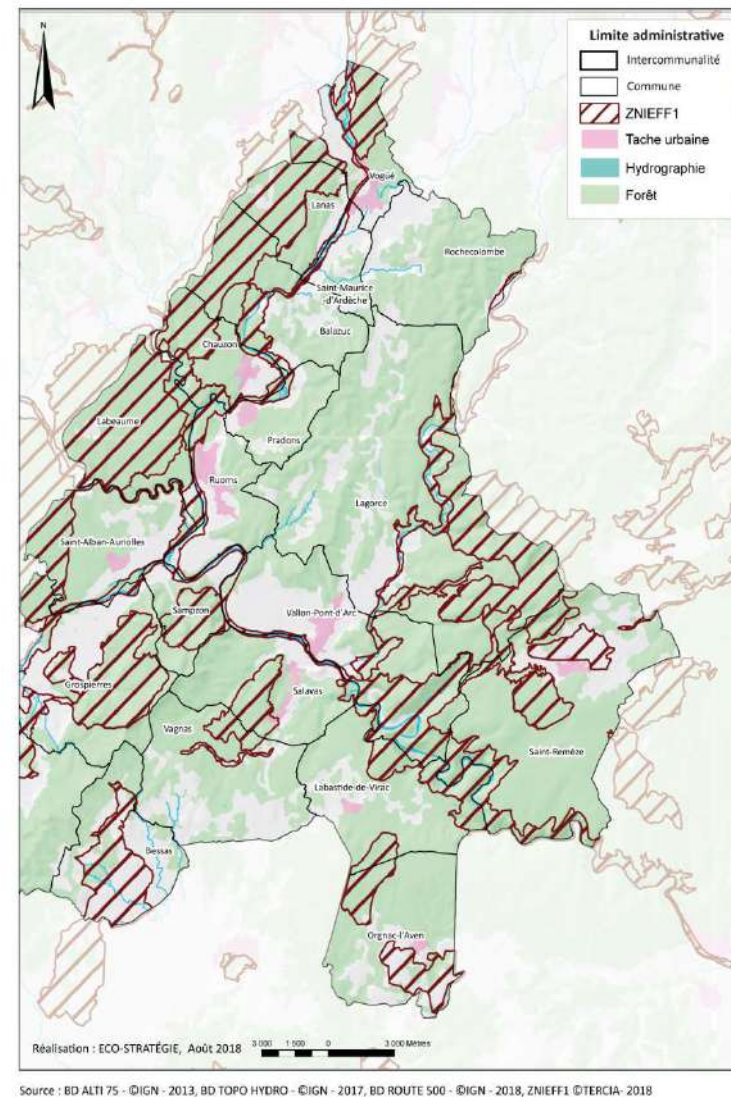 N
Limite administrative
Intercommunalité
Commune
ZNIEFF1
Tache urbaine
Hydrographie
Forêt
Vogüé
Lanas
Rochecolombe
Saint-Maurice
-d'Ardèche
Balazuc
Chauzon
Labeaume
Pradons
Ruoms
Lagorce
Saint-Alban-Auriolles
Sampzon
Vallon-Pont-d'Arc
Grospierres
Salavas
Vagnas
Saint-Remèze
Labastide-de-Virac
Bessas
Orgnac-l'Aven
Réalisation : ECO-STRATÉGIE, Août 2018
3 000 1 500 0 3 000 Mètres
Source : BD ALTI 75 - ©IGN - 2013, BD TOPO HYDRO - ©IGN - 2017, BD ROUTE 500 - ©IGN - 2018, ZNIEFF1 ©TERCIA- 2018